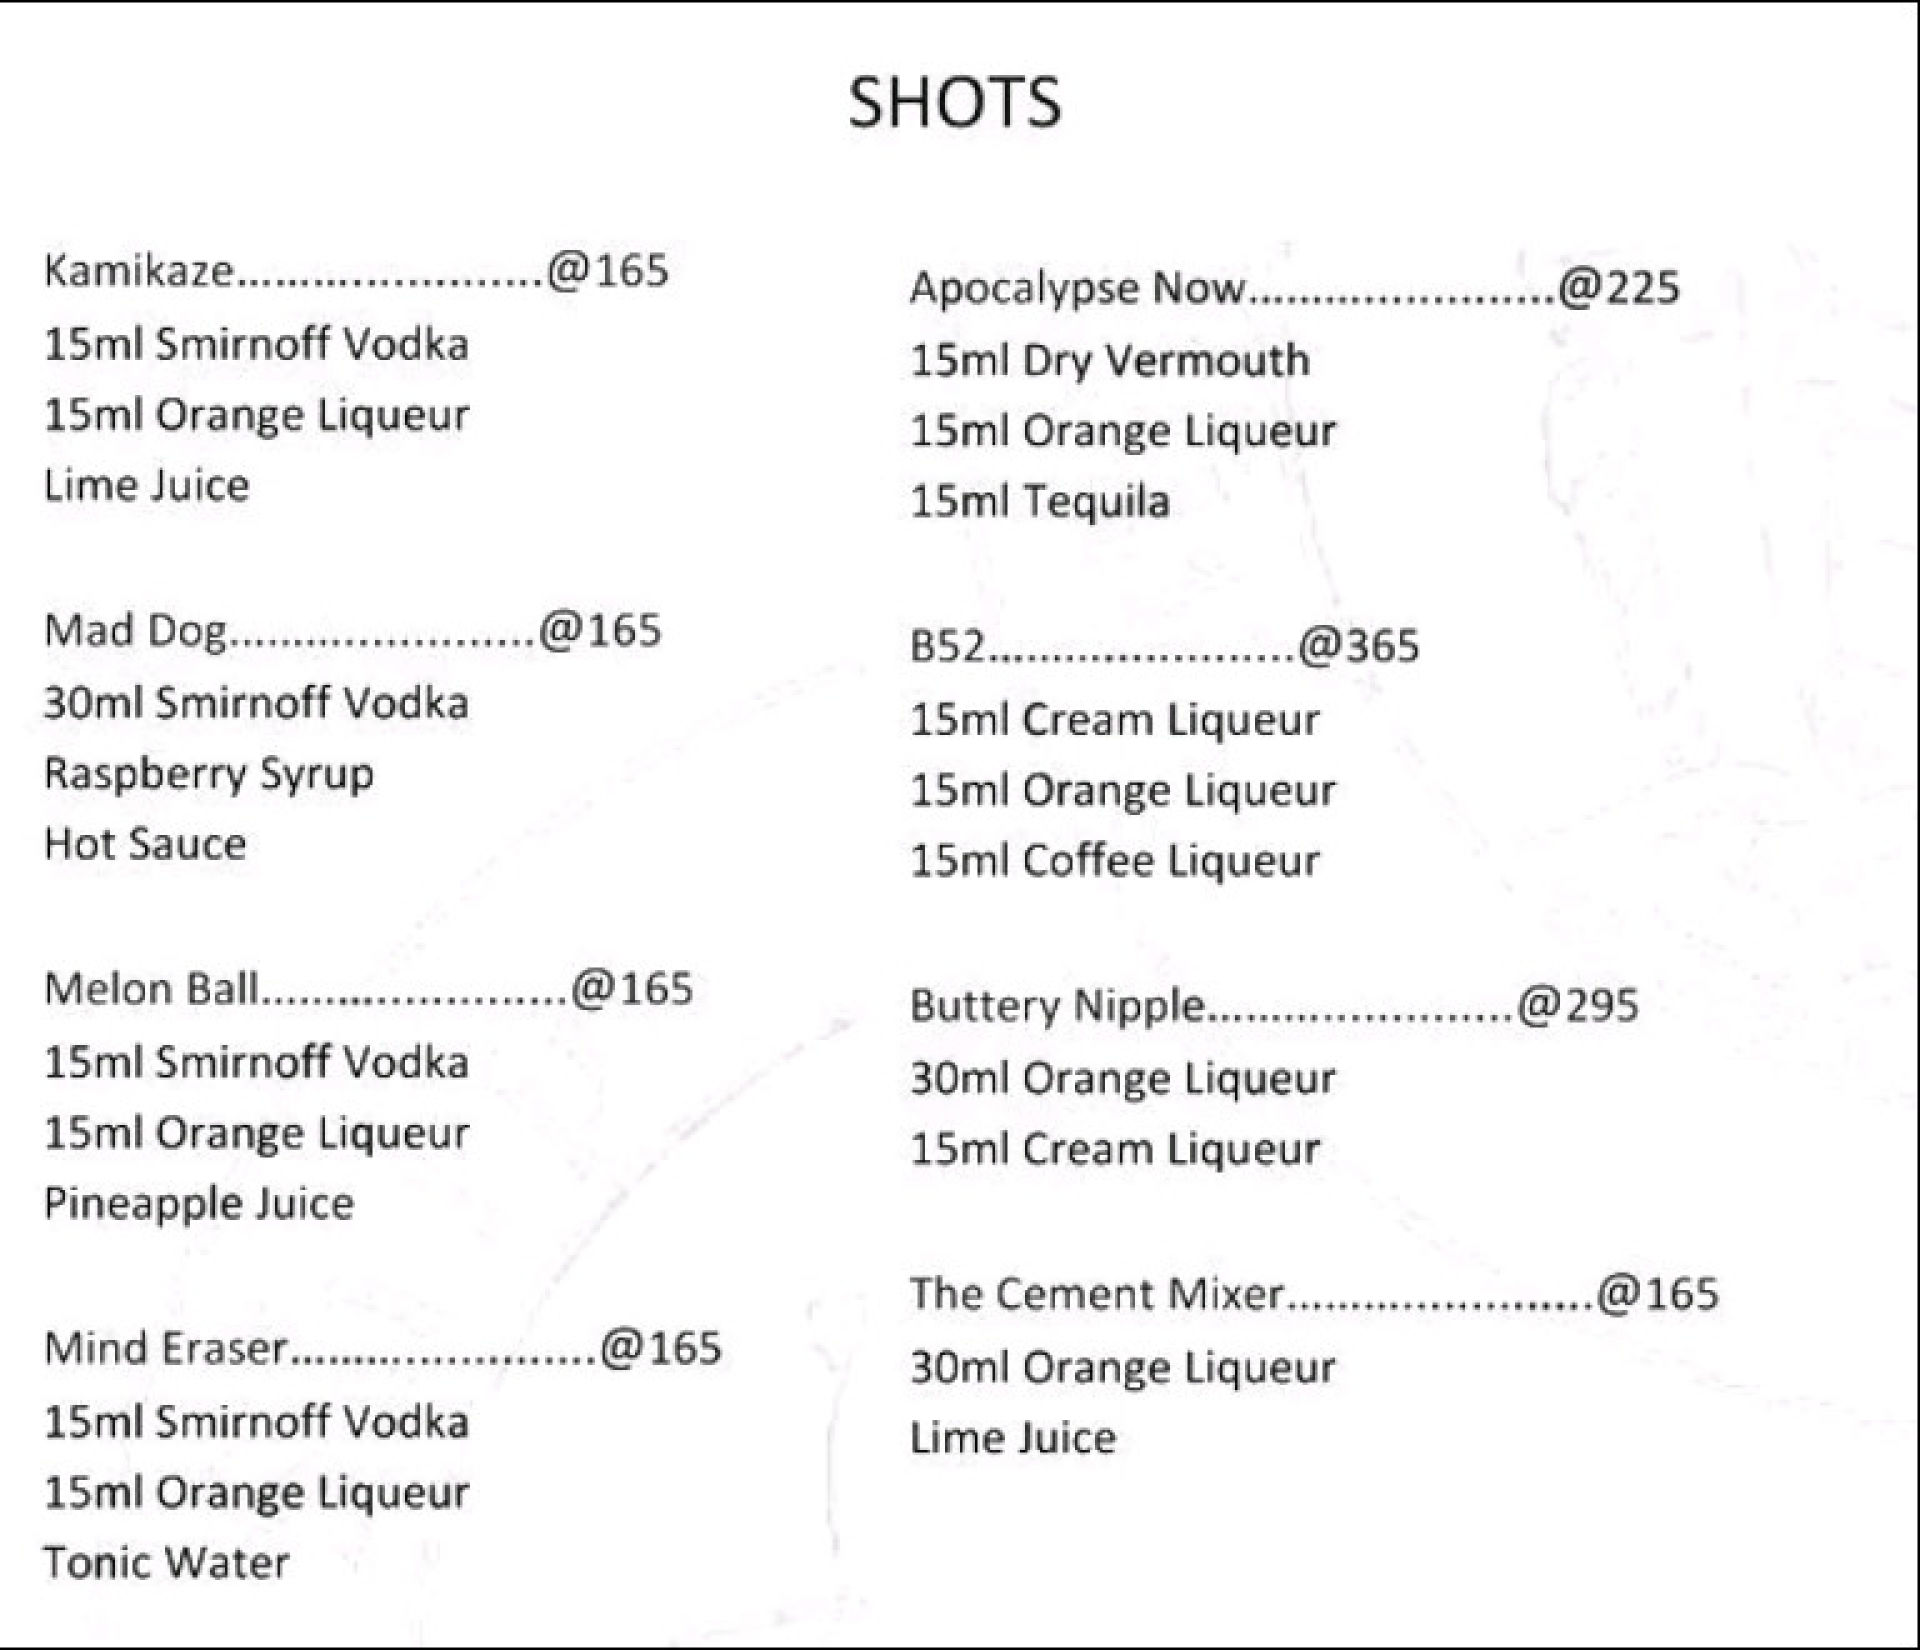 SHOTS
Kamikaze........................@165
15ml Smirnoff Vodka
15ml Orange Liqueur
Lime Juice
Mad Dog........................@165
30ml Smirnoff Vodka
Raspberry Syrup
Hot Sauce
Melon Ball........................@165
15ml Smirnoff Vodka
15ml Orange Liqueur
Pineapple Juice
Mind Eraser........................@165
15ml Smirnoff Vodka
15ml Orange Liqueur
Tonic Water
Apocalypse Now........................@225
15ml Dry Vermouth
15ml Orange Liqueur
15ml Tequila
B52........................@365
15ml Cream Liqueur
15ml Orange Liqueur
15ml Coffee Liqueur
Buttery Nipple........................@295
30ml Orange Liqueur
15ml Cream Liqueur
The Cement Mixer........................@165
30ml Orange Liqueur
Lime Juice